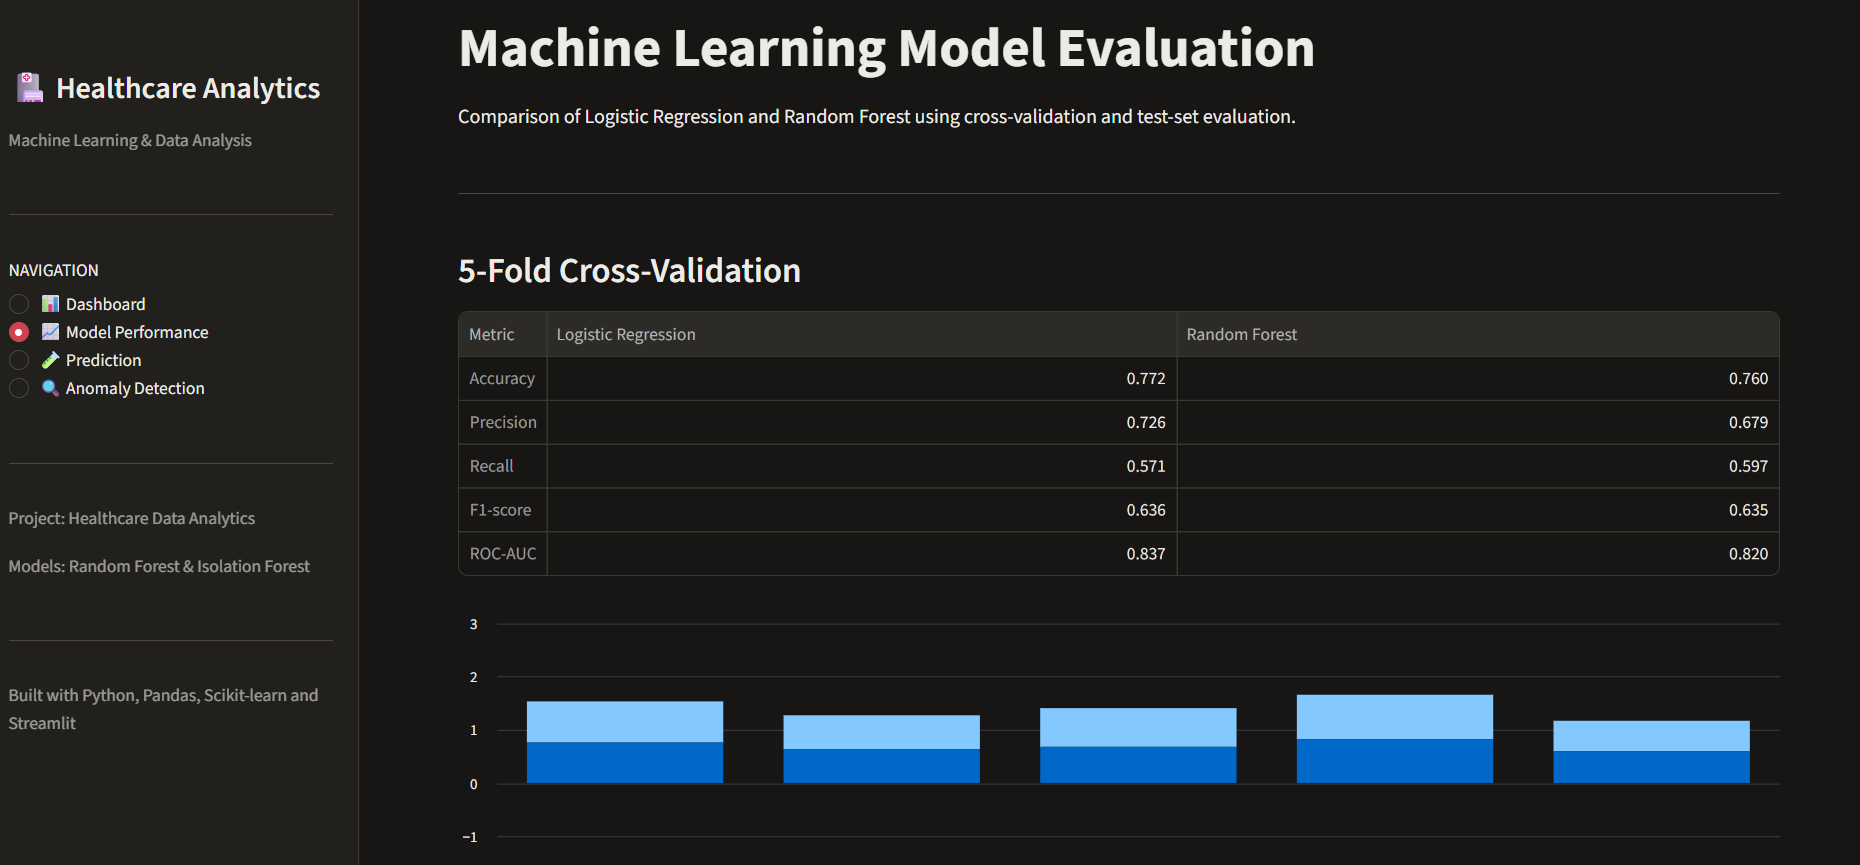 Healthcare Analytics
Machine Learning & Data Analysis
NAVIGATION
Dashboard
Model Performance
Prediction
Anomaly Detection
Project: Healthcare Data Analytics
Models: Random Forest & Isolation Forest
Built with Python, Pandas, Scikit-learn and
Streamlit
Machine Learning Model Evaluation
Comparison of Logistic Regression and Random Forest using cross-validation and test-set evaluation.
5-Fold Cross-Validation
Metric Logistic Regression Random Forest
Accuracy 0.772 0.760
Precision 0.726 0.679
Recall 0.571 0.597
F1-score 0.636 0.635
ROC-AUC 0.837 0.820
3
2
1
0
−1